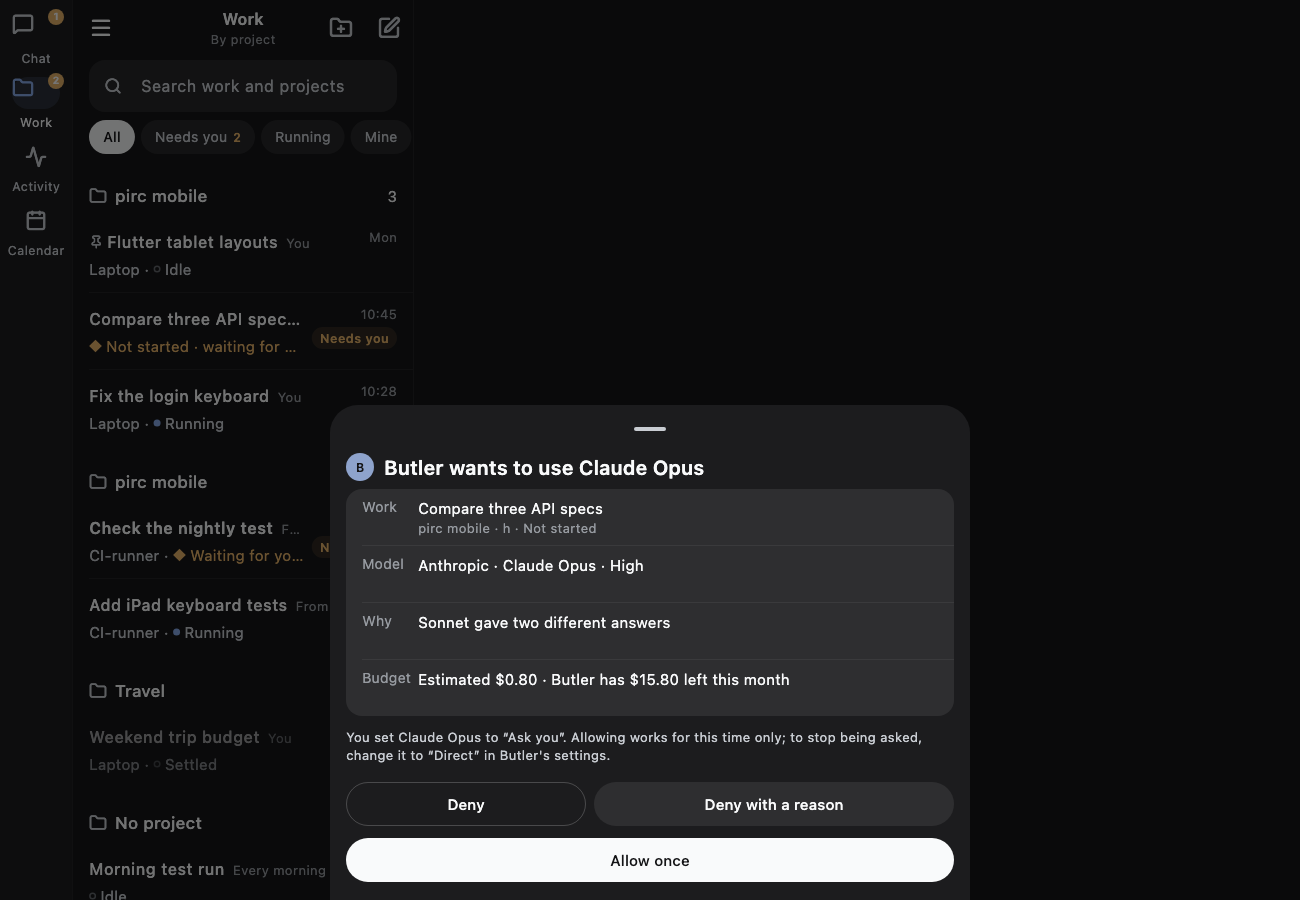 1
Chat
2
Work
Activity
Calendar
Work
By project
Search work and projects
All
Needs you 2
Running
Mine
pirc mobile
3
Flutter tablet layouts You
Mon
Laptop · Idle
Compare three API spec...
10:45
Not started · waiting for ...
Needs you
Fix the login keyboard You
10:28
Laptop · Running
pirc mobile
Check the nightly test F...
CI-runner · Waiting for yo...
N
Add iPad keyboard tests From
CI-runner · Running
Travel
Weekend trip budget You
Laptop · Settled
No project
Morning test run Every morning
Idle
B
Butler wants to use Claude Opus
Work
Compare three API specs
pirc mobile · h · Not started
Model
Anthropic · Claude Opus · High
Why
Sonnet gave two different answers
Budget
Estimated $0.80 · Butler has $15.80 left this month
You set Claude Opus to “Ask you”. Allowing works for this time only; to stop being asked,
change it to “Direct” in Butler's settings.
Deny
Deny with a reason
Allow once